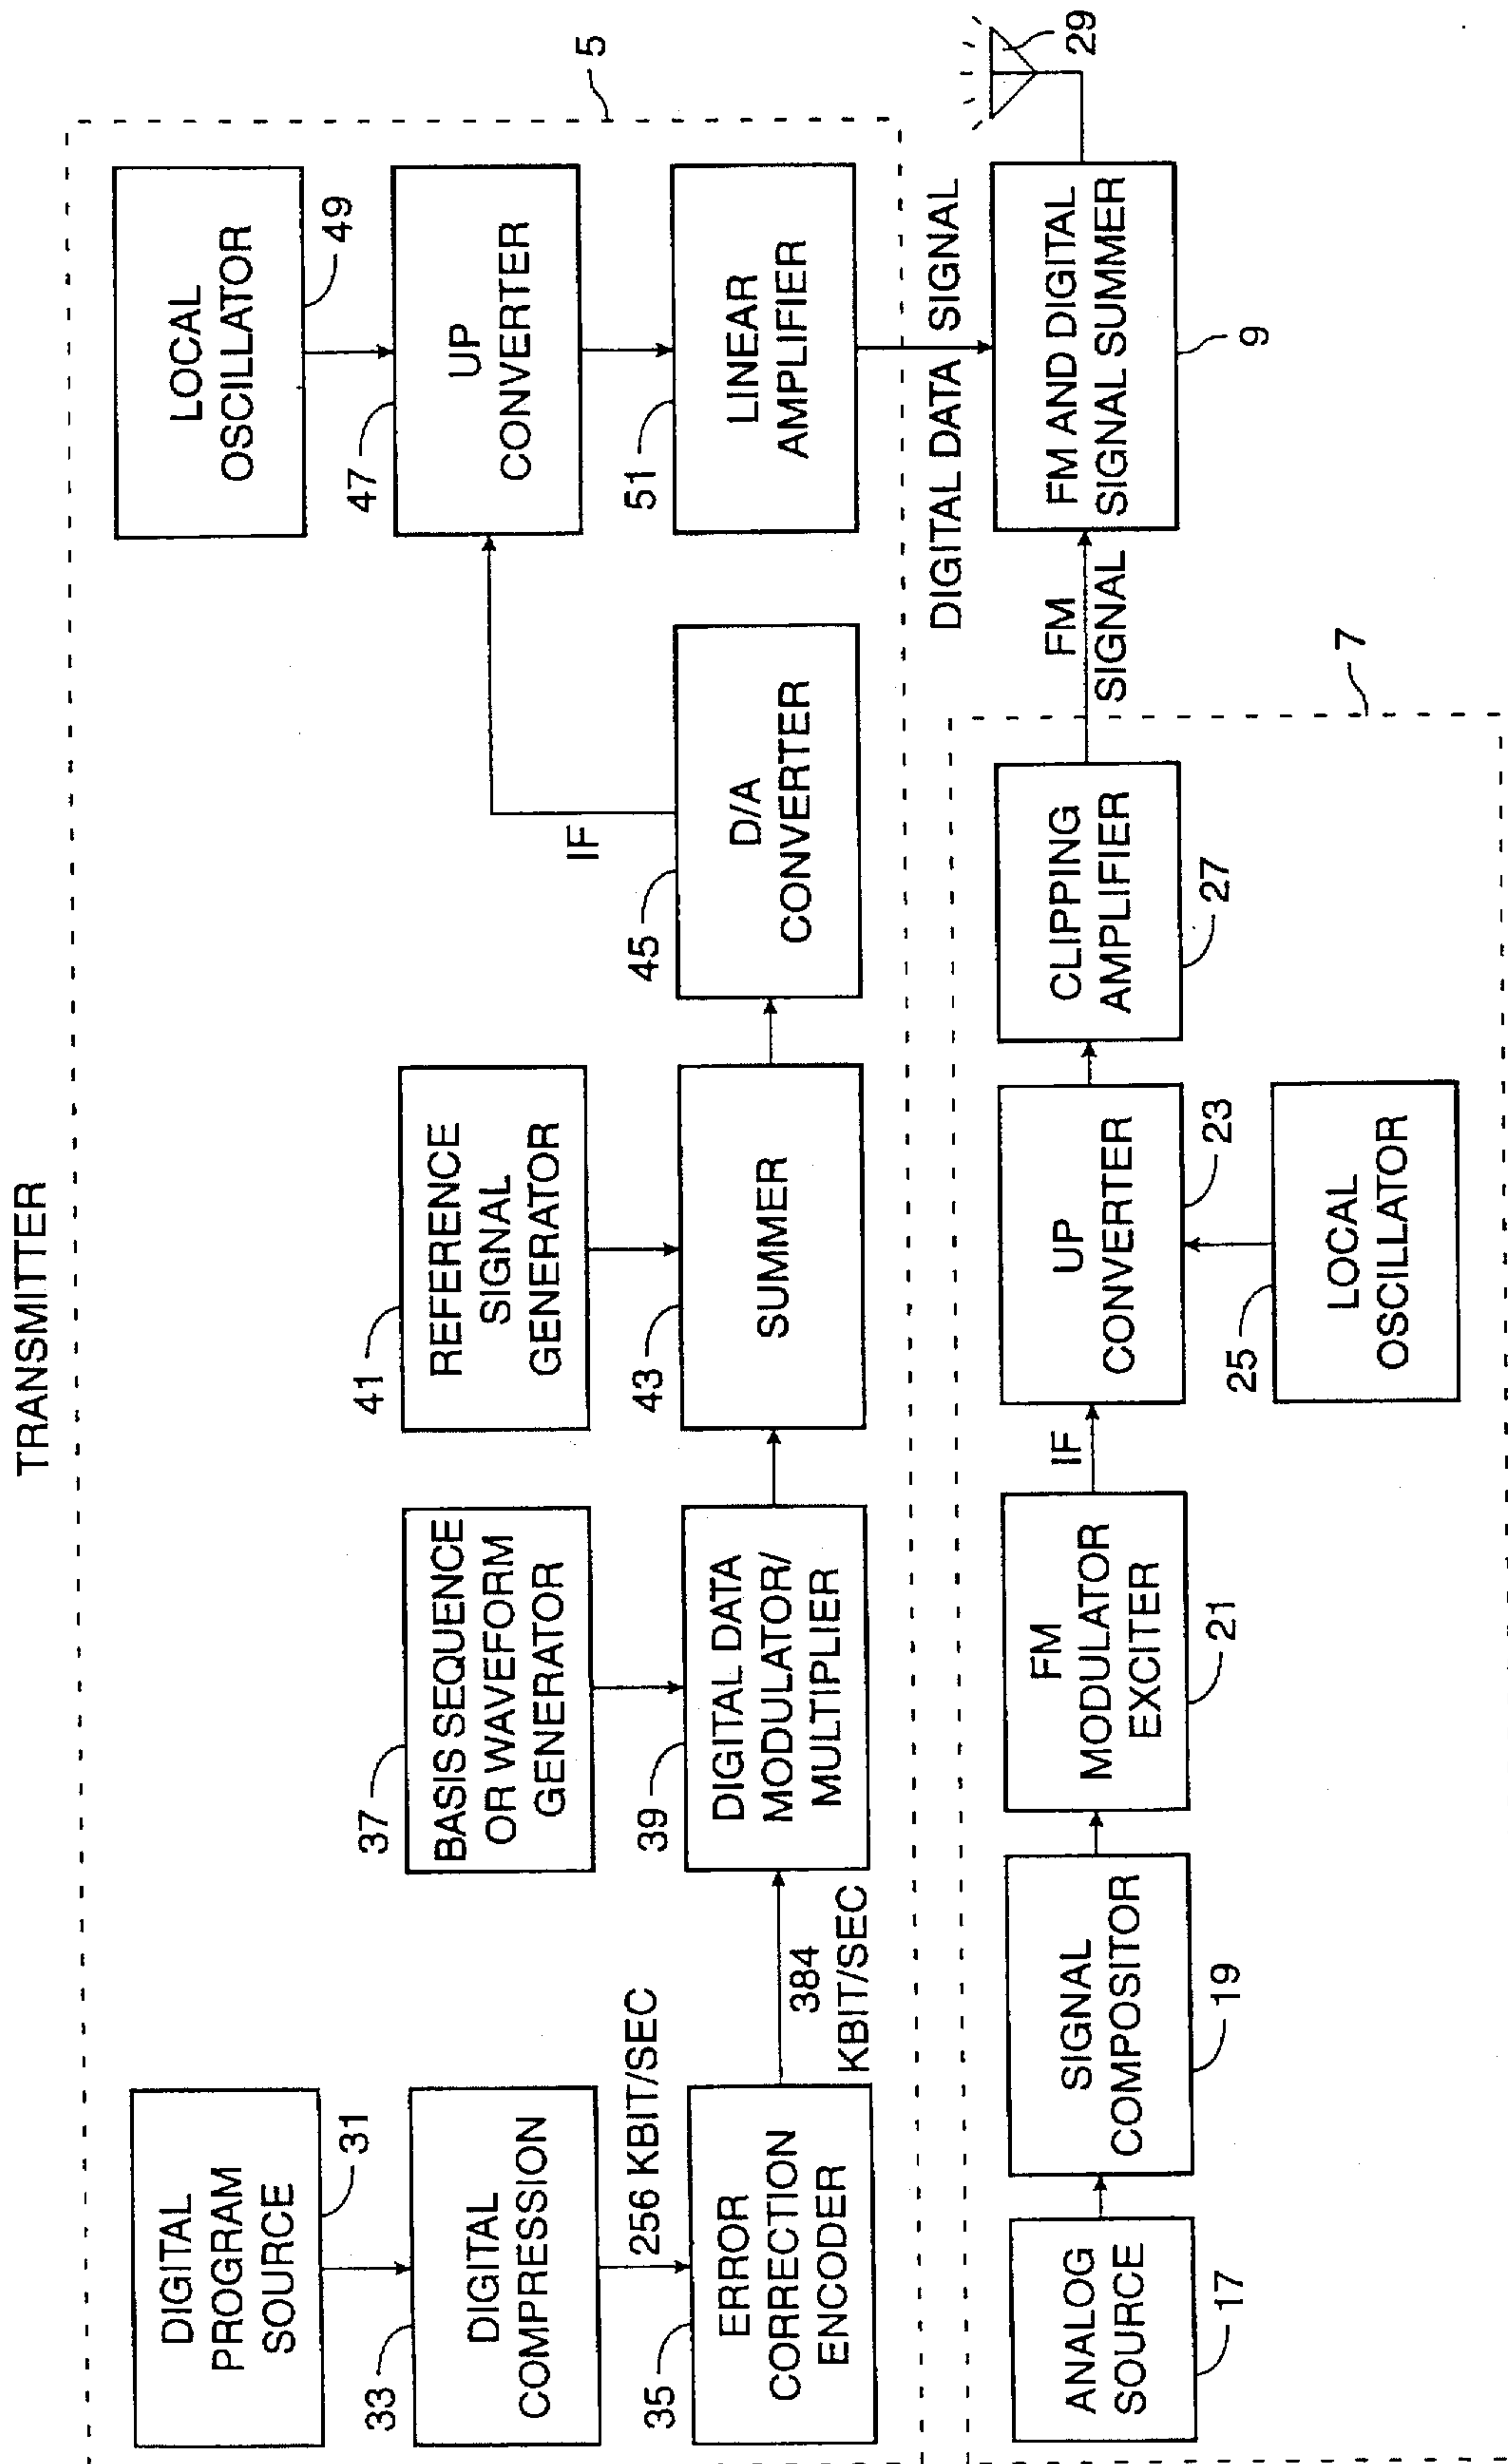 TRANSMITTER
5
DIGITAL
PROGRAM
SOURCE
31
33
DIGITAL
COMPRESSION
256 KBIT/SEC
35
ERROR
CORRECTION
ENCODER
384
KBIT/SEC
37
BASIS SEQUENCE
OR WAVEFORM
GENERATOR
39
DIGITAL DATA
MODULATOR/
MULTIPLIER
41
REFERENCE
SIGNAL
GENERATOR
43
SUMMER
45
D/A
CONVERTER
IF
LOCAL
OSCILLATOR
49
47
UP
CONVERTER
51
LINEAR
AMPLIFIER
DIGITAL DATA SIGNAL
ANALOG
SOURCE
17
SIGNAL
COMPOSITOR
19
FM
MODULATOR
EXCITER
21
IF
UP
CONVERTER
23
25
LOCAL
OSCILLATOR
CLIPPING
AMPLIFIER
27
7
FM
SIGNAL
FM AND DIGITAL
SIGNAL SUMMER
9
29